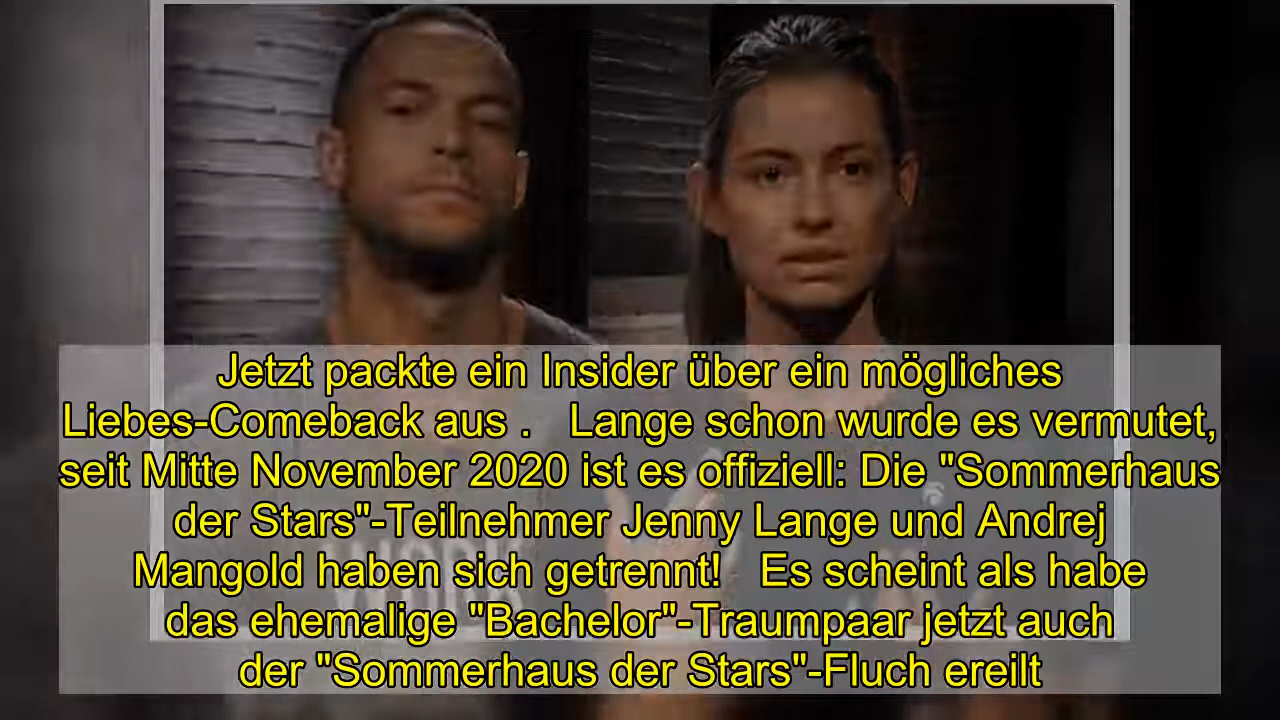 Jetzt packte ein Insider über ein mögliches
Liebes-Comeback aus .   Lange schon wurde es vermutet,
seit Mitte November 2020 ist es offiziell: Die "Sommerhaus
der Stars"-Teilnehmer Jenny Lange und Andrej
Mangold haben sich getrennt!   Es scheint als habe
das ehemalige "Bachelor"-Traumpaar jetzt auch
der "Sommerhaus der Stars"-Fluch ereilt